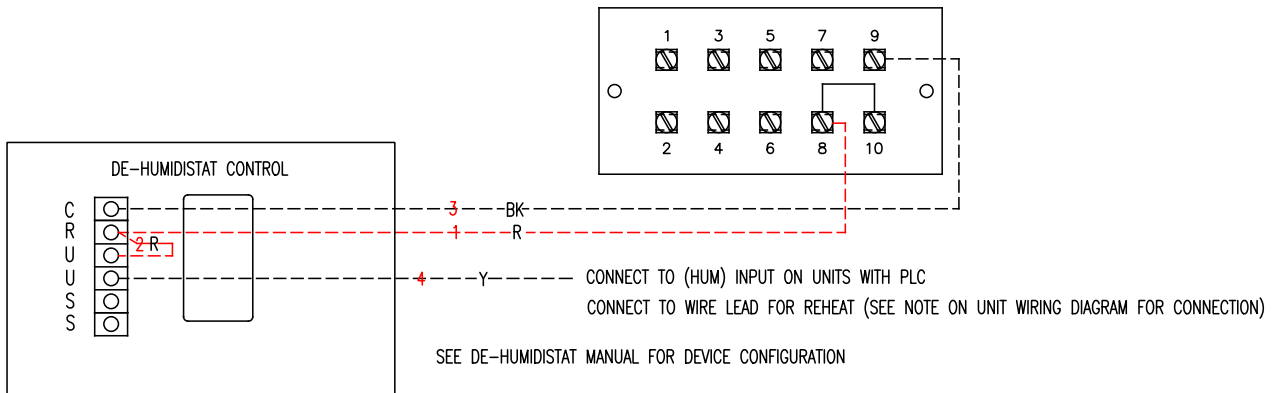 1 3 5 7 9
2 4 6 8 10
DE-HUMIDISTAT CONTROL
C
3 BK
R
1 R
2 R
U
U
4 Y
CONNECT TO (HUM) INPUT ON UNITS WITH PLC
S
CONNECT TO WIRE LEAD FOR REHEAT (SEE NOTE ON UNIT WIRING DIAGRAM FOR CONNECTION)
S
SEE DE-HUMIDISTAT MANUAL FOR DEVICE CONFIGURATION